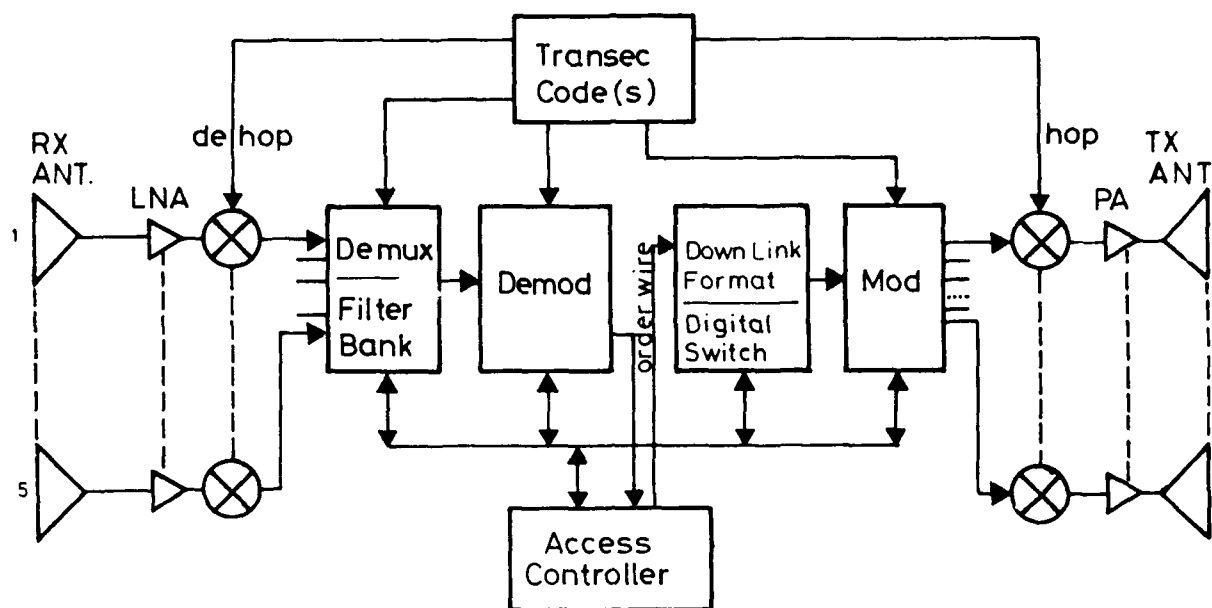 Transec
Code(s)
de hop
hop
RX
ANT.
TX
ANT
LNA
PA
1
Demux
Filter
Bank
Demod
order wire
Down Link
Format
Digital
Switch
Mod
5
Access
Controller